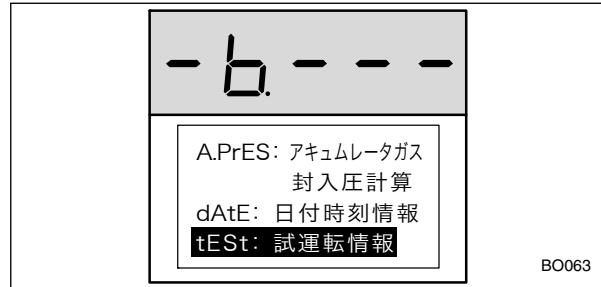 - b. - - -
A.PrES: アキュムレータガス
封入圧計算
dAtE: 日付時刻情報
tESt: 試運転情報
BO063